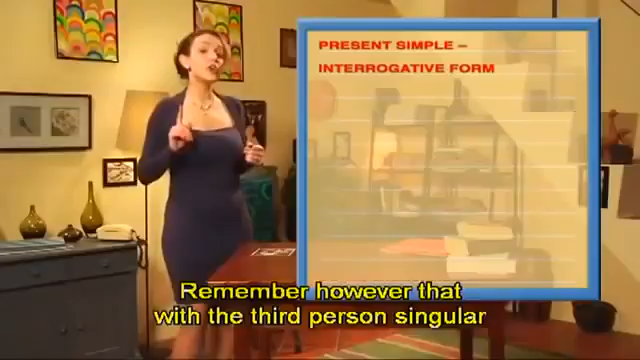 PRESENT SIMPLE –
INTERROGATIVE FORM
Remember however that
with the third person singular